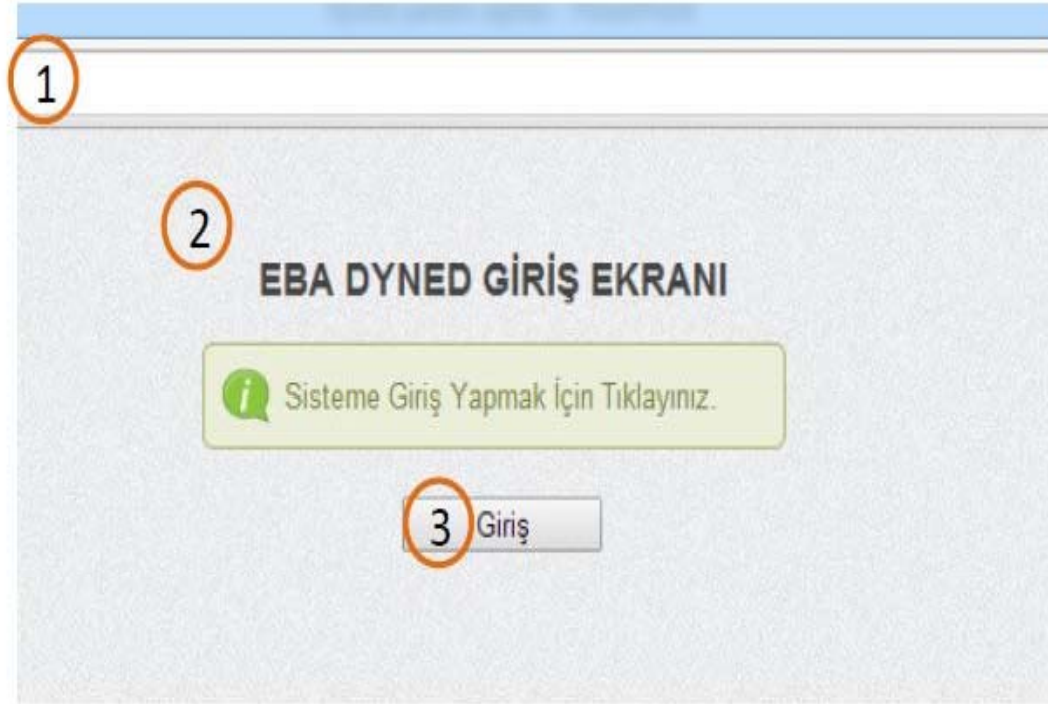 1
2
EBA DYNED GİRİŞ EKRANI
i Sisteme Giriş Yapmak İçin Tıklayınız.
3 Giriş